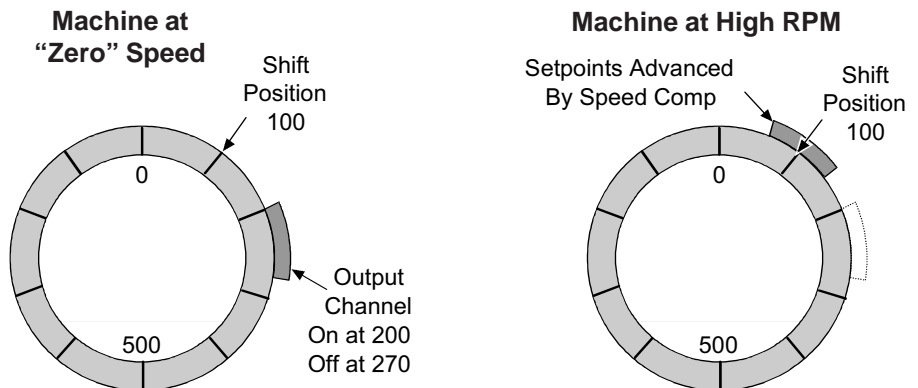 Machine at
“Zero” Speed
Shift
Position
100
0
500
Output
Channel
On at 200
Off at 270
Machine at High RPM
Setpoints Advanced
By Speed Comp
Shift
Position
100
0
500